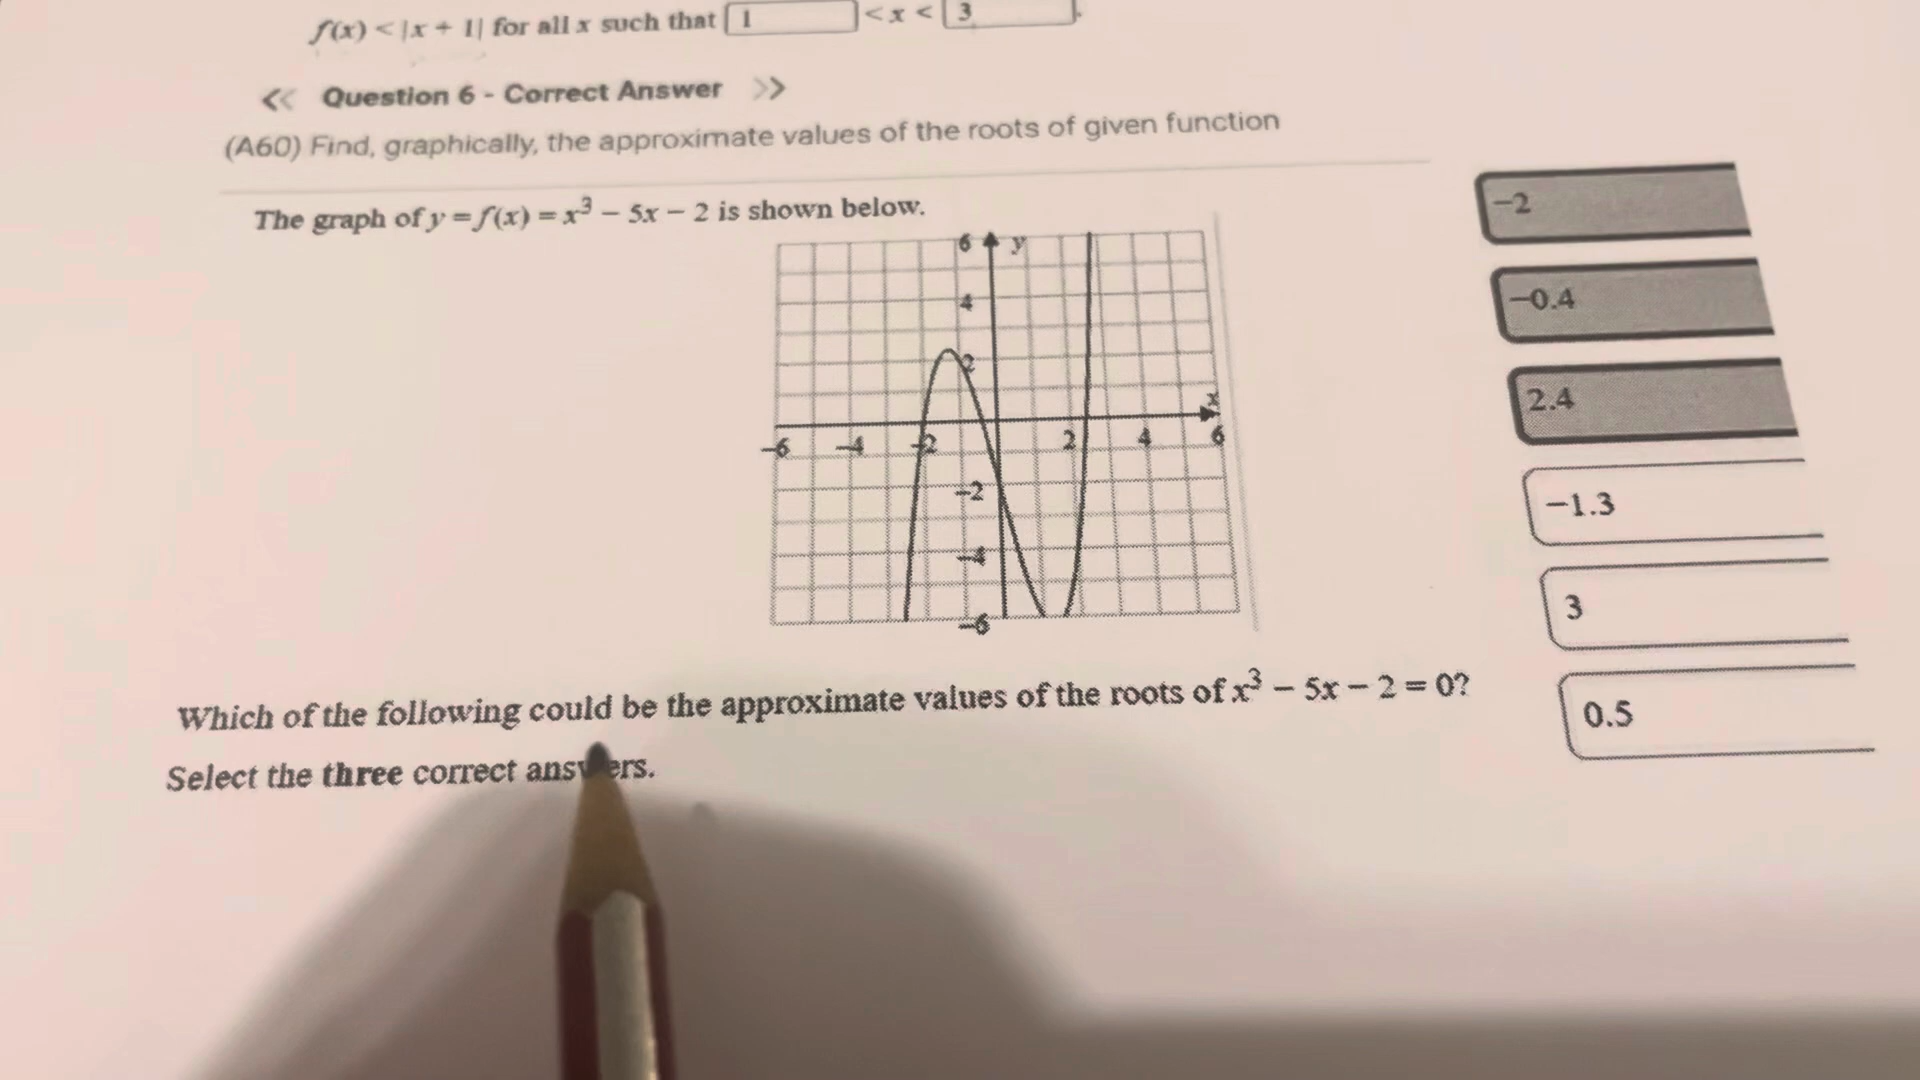 f(x) < |x + 1| for all x such that 1 < x < 3.
<< Question 6 - Correct Answer >>
(A60) Find, graphically, the approximate values of the roots of given function
The graph of y = f(x) = x³ − 5x − 2 is shown below.
6 y
4
2
x
−6 −4 −2 2 4 6
−2
−4
−6
−2
−0.4
2.4
−1.3
3
0.5
Which of the following could be the approximate values of the roots of x³ − 5x − 2 = 0?
Select the three correct answers.